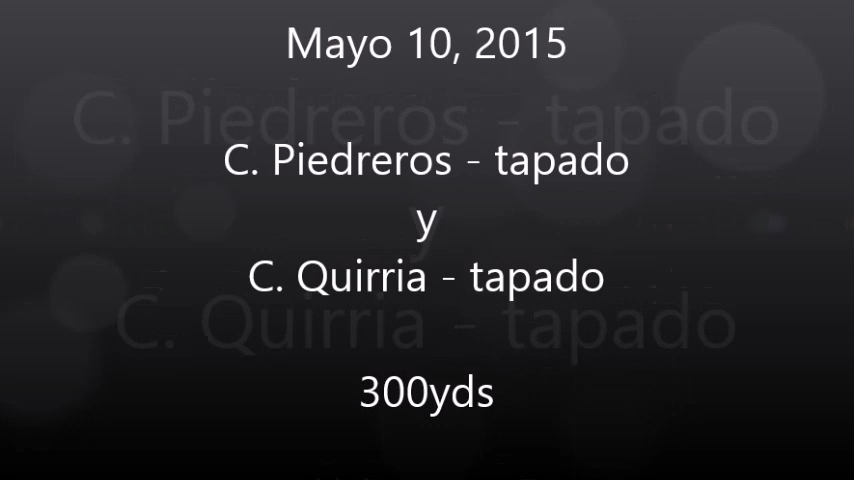 Mayo 10, 2015
C. Piedreros - tapado
y
C. Quirria - tapado
300yds